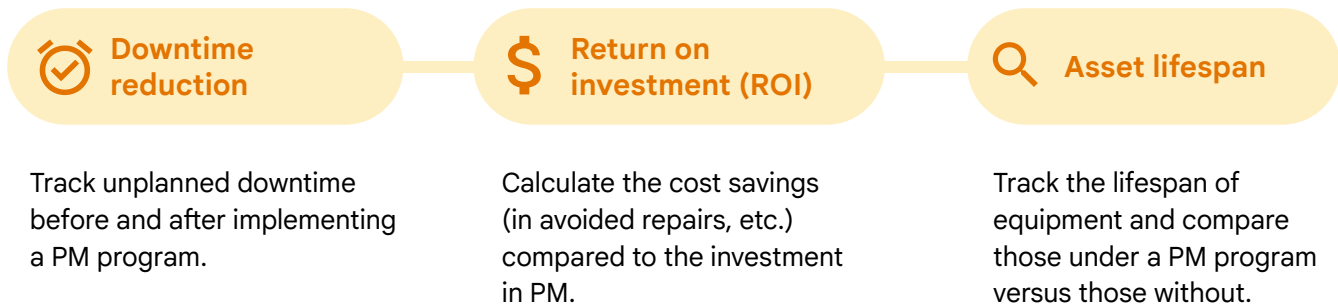 Downtime
reduction
Track unplanned downtime
before and after implementing
a PM program.
$ Return on
investment (ROI)
Calculate the cost savings
(in avoided repairs, etc.)
compared to the investment
in PM.
Asset lifespan
Track the lifespan of
equipment and compare
those under a PM program
versus those without.